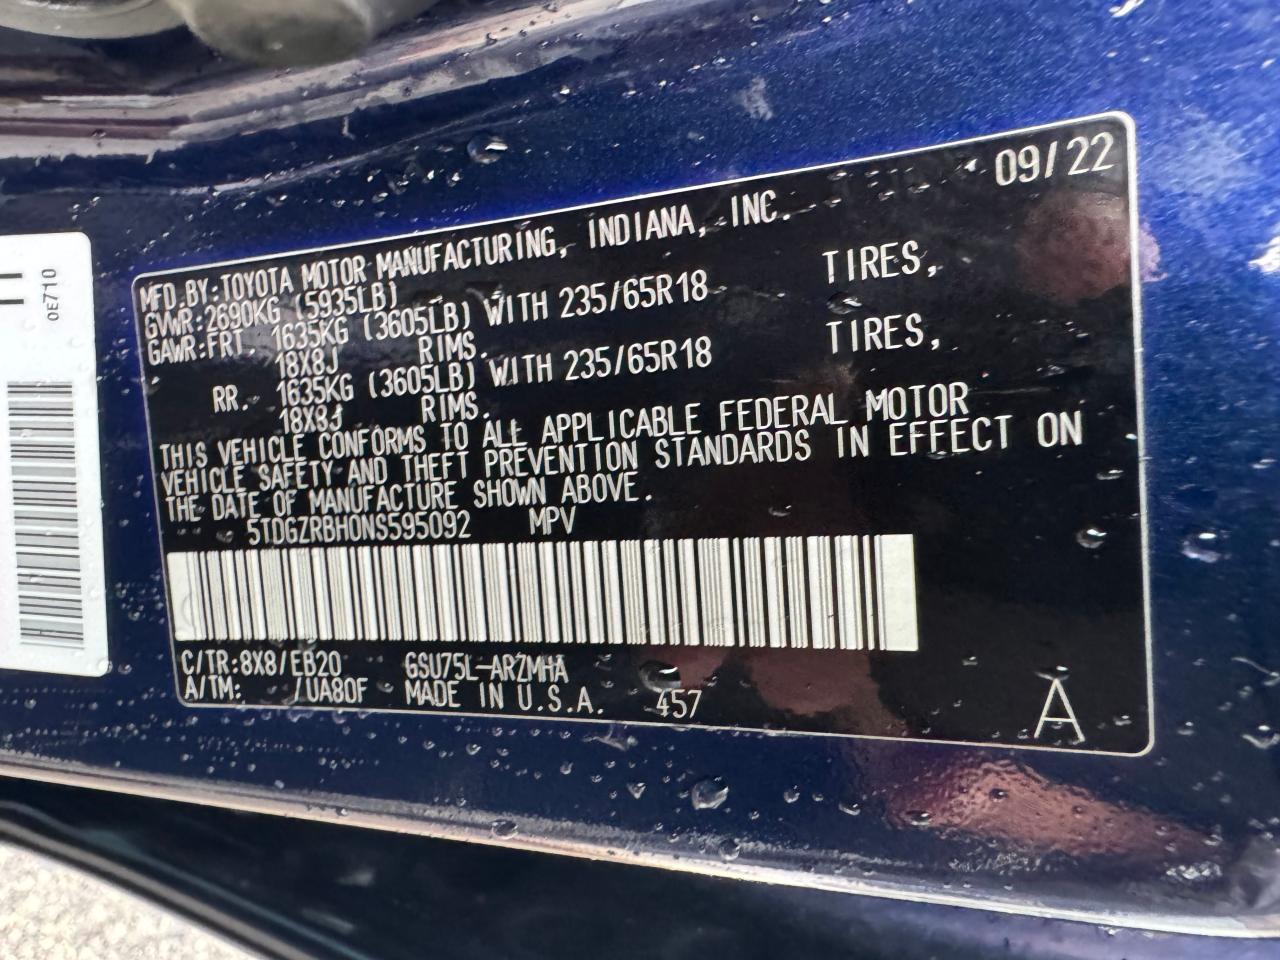 0E710
09/22
MFD.BY:TOYOTA MOTOR MANUFACTURING, INDIANA, INC.
GVWR:2690KG (5935LB)
GAWR:FRT. 1635KG (3605LB) WITH 235/65R18 TIRES,
18X8J RIMS.
RR. 1635KG (3605LB) WITH 235/65R18 TIRES,
18X8J RIMS.
THIS VEHICLE CONFORMS TO ALL APPLICABLE FEDERAL MOTOR
VEHICLE SAFETY AND THEFT PREVENTION STANDARDS IN EFFECT ON
THE DATE OF MANUFACTURE SHOWN ABOVE.
5TDGZRBH0NS595092 MPV
C/TR:8X8/EB20 GSU75L-ARZMHA
A/TM: /UA80F MADE IN U.S.A. 457
A